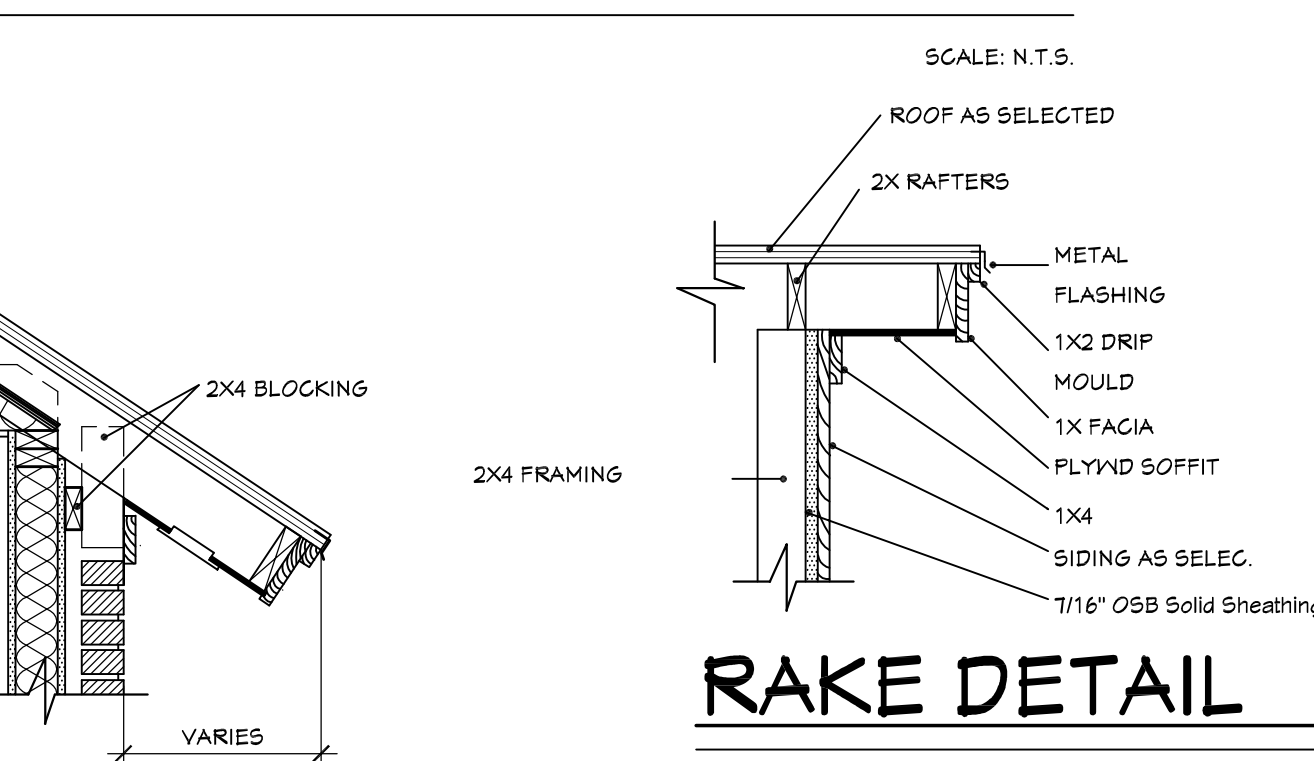 SCALE: N.T.S.
ROOF AS SELECTED
2X RAFTERS
METAL
FLASHING
1X2 DRIP
MOULD
1X FACIA
PLYWD SOFFIT
1X4
SIDING AS SELEC.
7/16" OSB Solid Sheathing
2X4 BLOCKING
2X4 FRAMING
RAKE DETAIL
VARIES